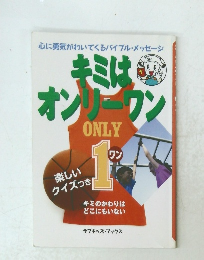 心に勇気がわいてくるバイブル・メッセージ
キミは
オンリーワン
ONLY
1
ワン
楽しい
クイズつき
キミのかわりは
どこにもいない